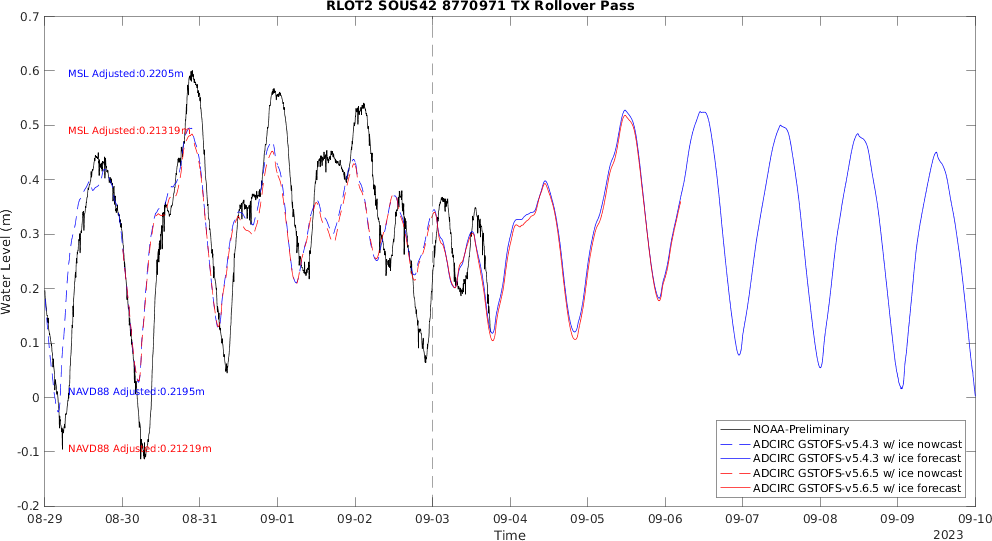 RLOT2 SOUS42 8770971 TX Rollover Pass
0.7
0.6
0.5
0.4
0.3
0.2
0.1
0
-0.1
-0.2
Water Level (m)
MSL Adjusted:0.2205m
MSL Adjusted:0.21319m
NAVD88 Adjusted:0.2195m
NAVD88 Adjusted:0.21219m
NOAA-Preliminary
ADCIRC GSTOFS-v5.4.3 w/ ice nowcast
ADCIRC GSTOFS-v5.4.3 w/ ice forecast
ADCIRC GSTOFS-v5.6.5 w/ ice nowcast
ADCIRC GSTOFS-v5.6.5 w/ ice forecast
08-29 08-30 08-31 09-01 09-02 09-03 09-04 09-05 09-06 09-07 09-08 09-09 09-10
Time
2023